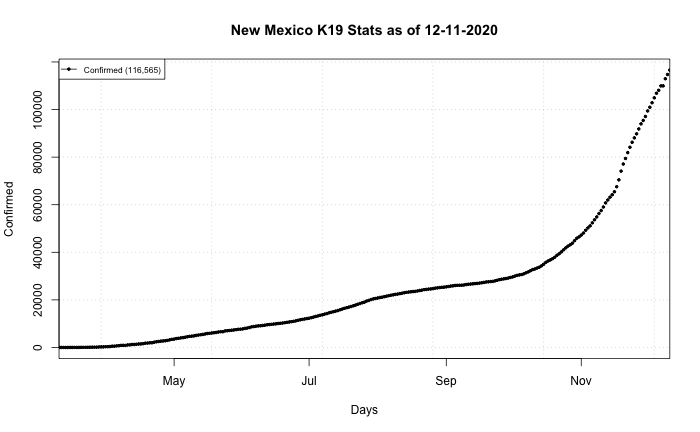 New Mexico K19 Stats as of 12-11-2020
Confirmed (116,565)
100000
80000
60000
40000
20000
0
Confirmed
May Jul Sep Nov
Days